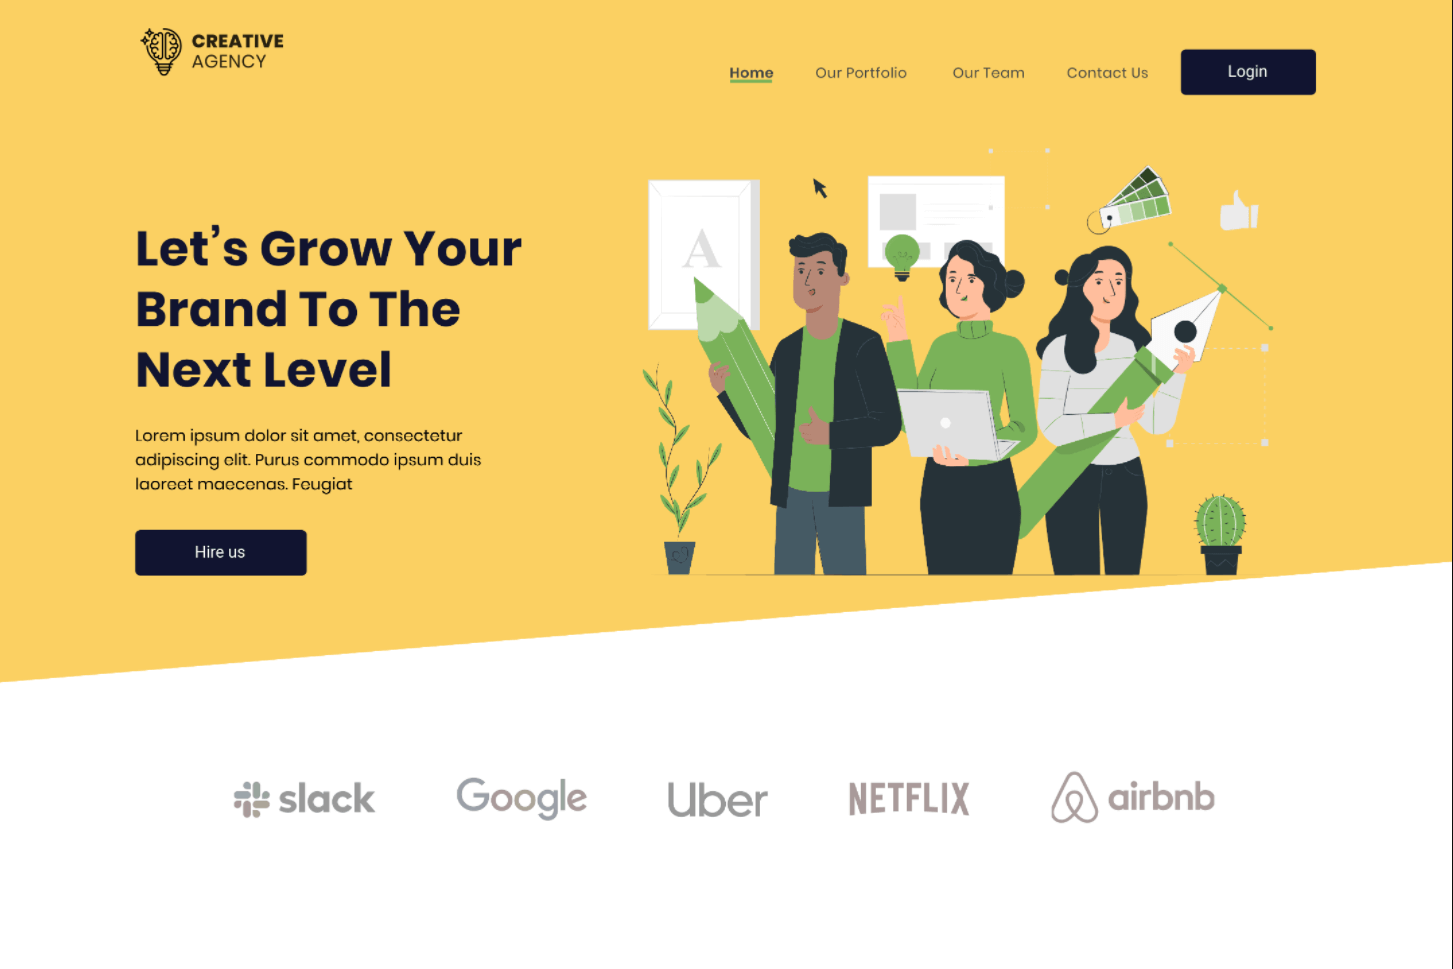 CREATIVE
AGENCY
Home Our Portfolio Our Team Contact Us Login
A
Let’s Grow Your
Brand To The
Next Level
Lorem ipsum dolor sit amet, consectetur
adipiscing elit. Purus commodo ipsum duis
laoreet maecenas. Feugiat
Hire us
slack Google Uber NETFLIX airbnb